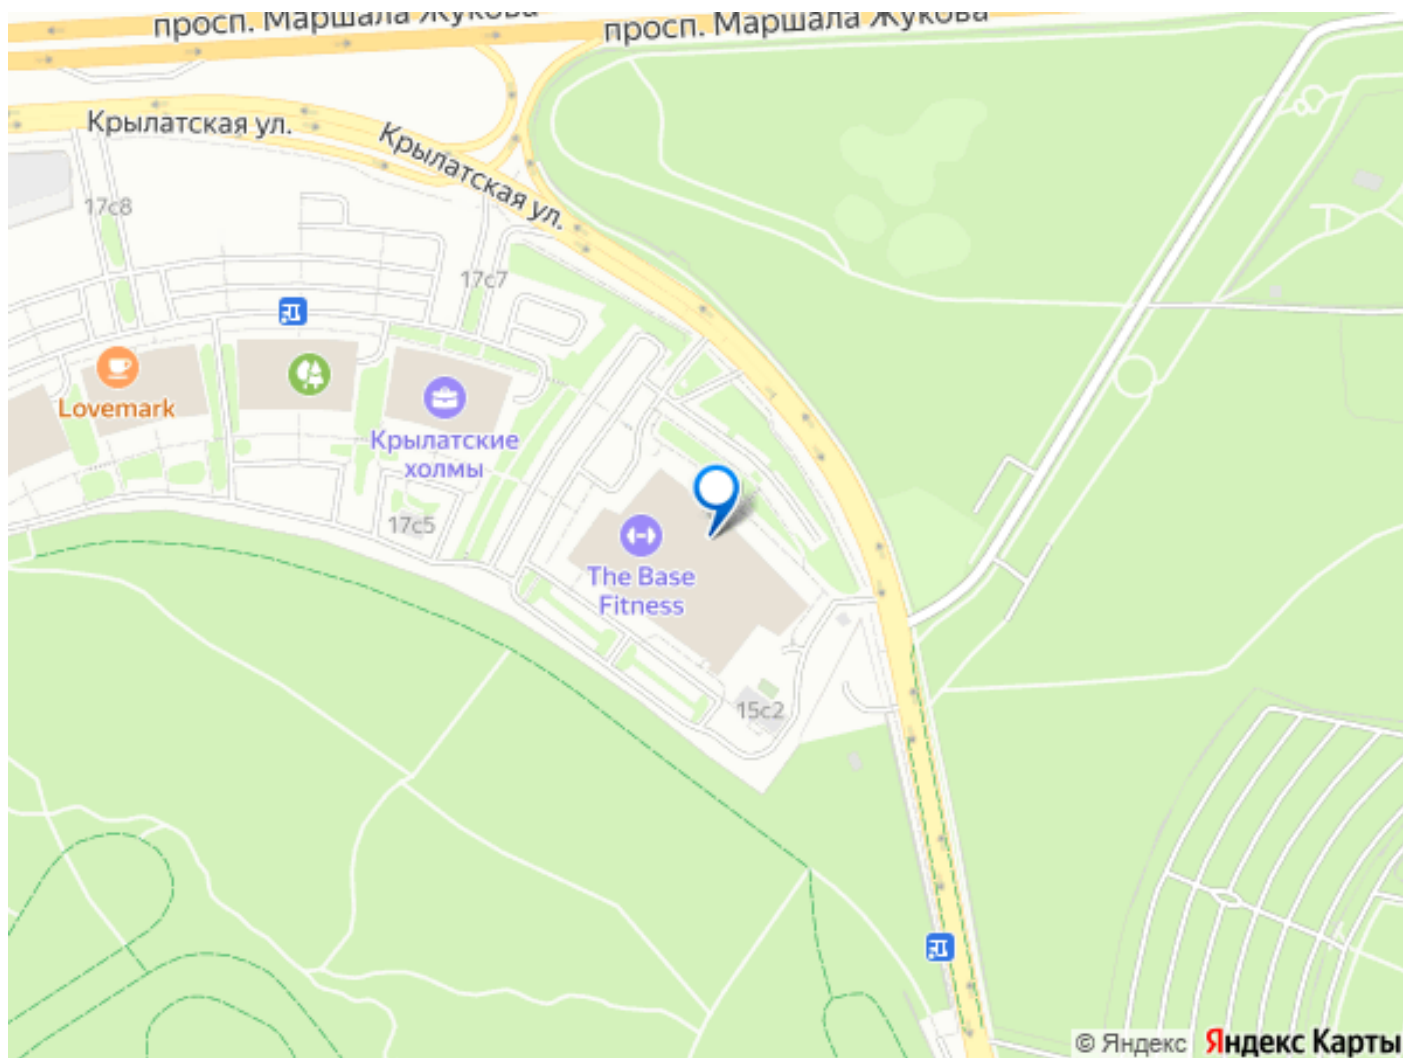 просп. Маршала Жукова
просп. Маршала Жукова
Крылатская ул.
Крылатская ул.
17с8
17с7
Lovemark
Крылатские
холмы
17с5
The Base
Fitness
15с2
© Яндекс Яндекс Карты